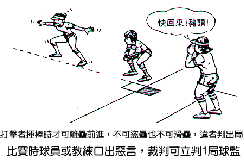 快回來!豬頭!
打擊者揮棒時才可離壘前進，不可盜壘也不可滑壘，違者判出局
比賽時球員或教練口出惡言，裁判可立判1局球監